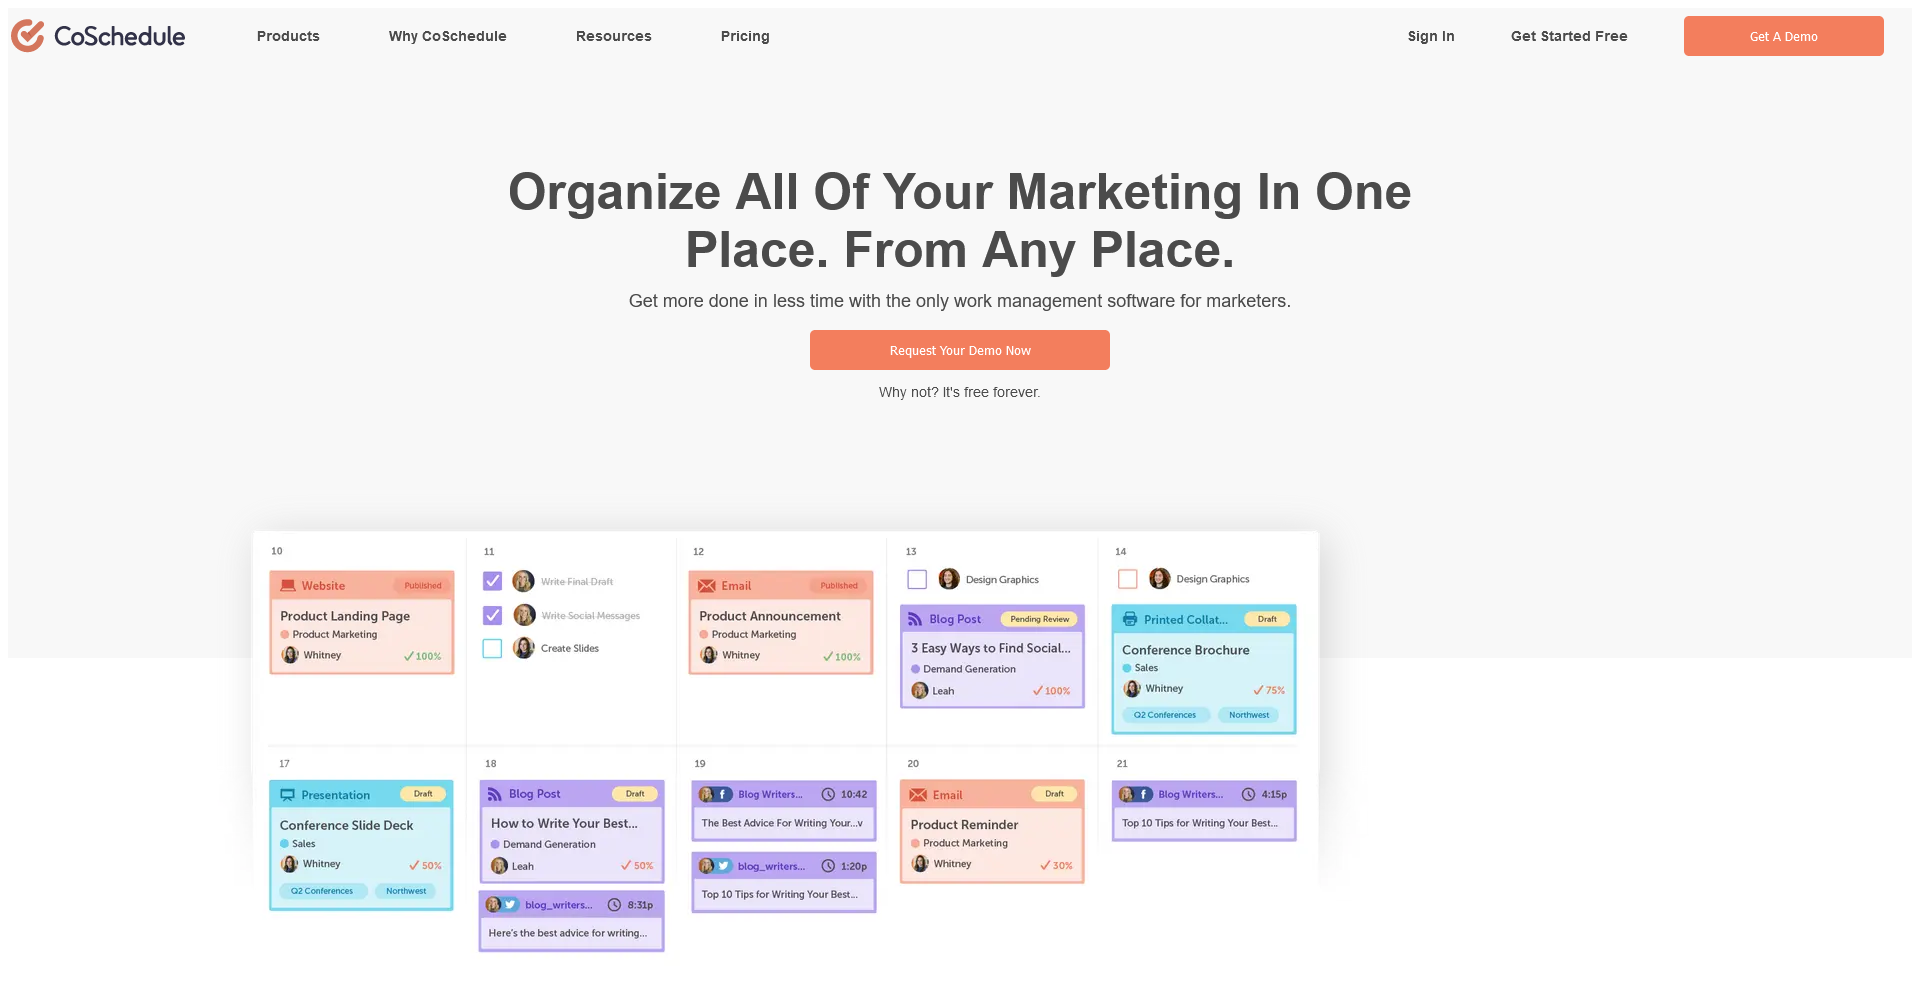 CoSchedule
Products
Why CoSchedule
Resources
Pricing
Sign In
Get Started Free
Get A Demo
Organize All Of Your Marketing In One
Place. From Any Place.
Get more done in less time with the only work management software for marketers.
Request Your Demo Now
Why not? It's free forever.
10
Website
Published
Product Landing Page
Product Marketing
Whitney
100%
11
Write Final Draft
Write Social Messages
Create Slides
12
Email
Published
Product Announcement
Product Marketing
Whitney
100%
13
Design Graphics
Blog Post
Pending Review
3 Easy Ways to Find Social...
Demand Generation
Leah
100%
14
Design Graphics
Printed Collat...
Draft
Conference Brochure
Sales
Whitney
75%
Q2 Conferences
Northwest
17
Presentation
Draft
Conference Slide Deck
Sales
Whitney
50%
Q2 Conferences
Northwest
18
Blog Post
Draft
How to Write Your Best...
Demand Generation
Leah
50%
blog_writers...
8:31p
Here's the best advice for writing...
19
Blog Writers...
10:42
The Best Advice For Writing Your...v
blog_writers...
1:20p
Top 10 Tips for Writing Your Best...
20
Email
Draft
Product Reminder
Product Marketing
Whitney
30%
21
Blog Writers...
4:15p
Top 10 Tips for Writing Your Best...